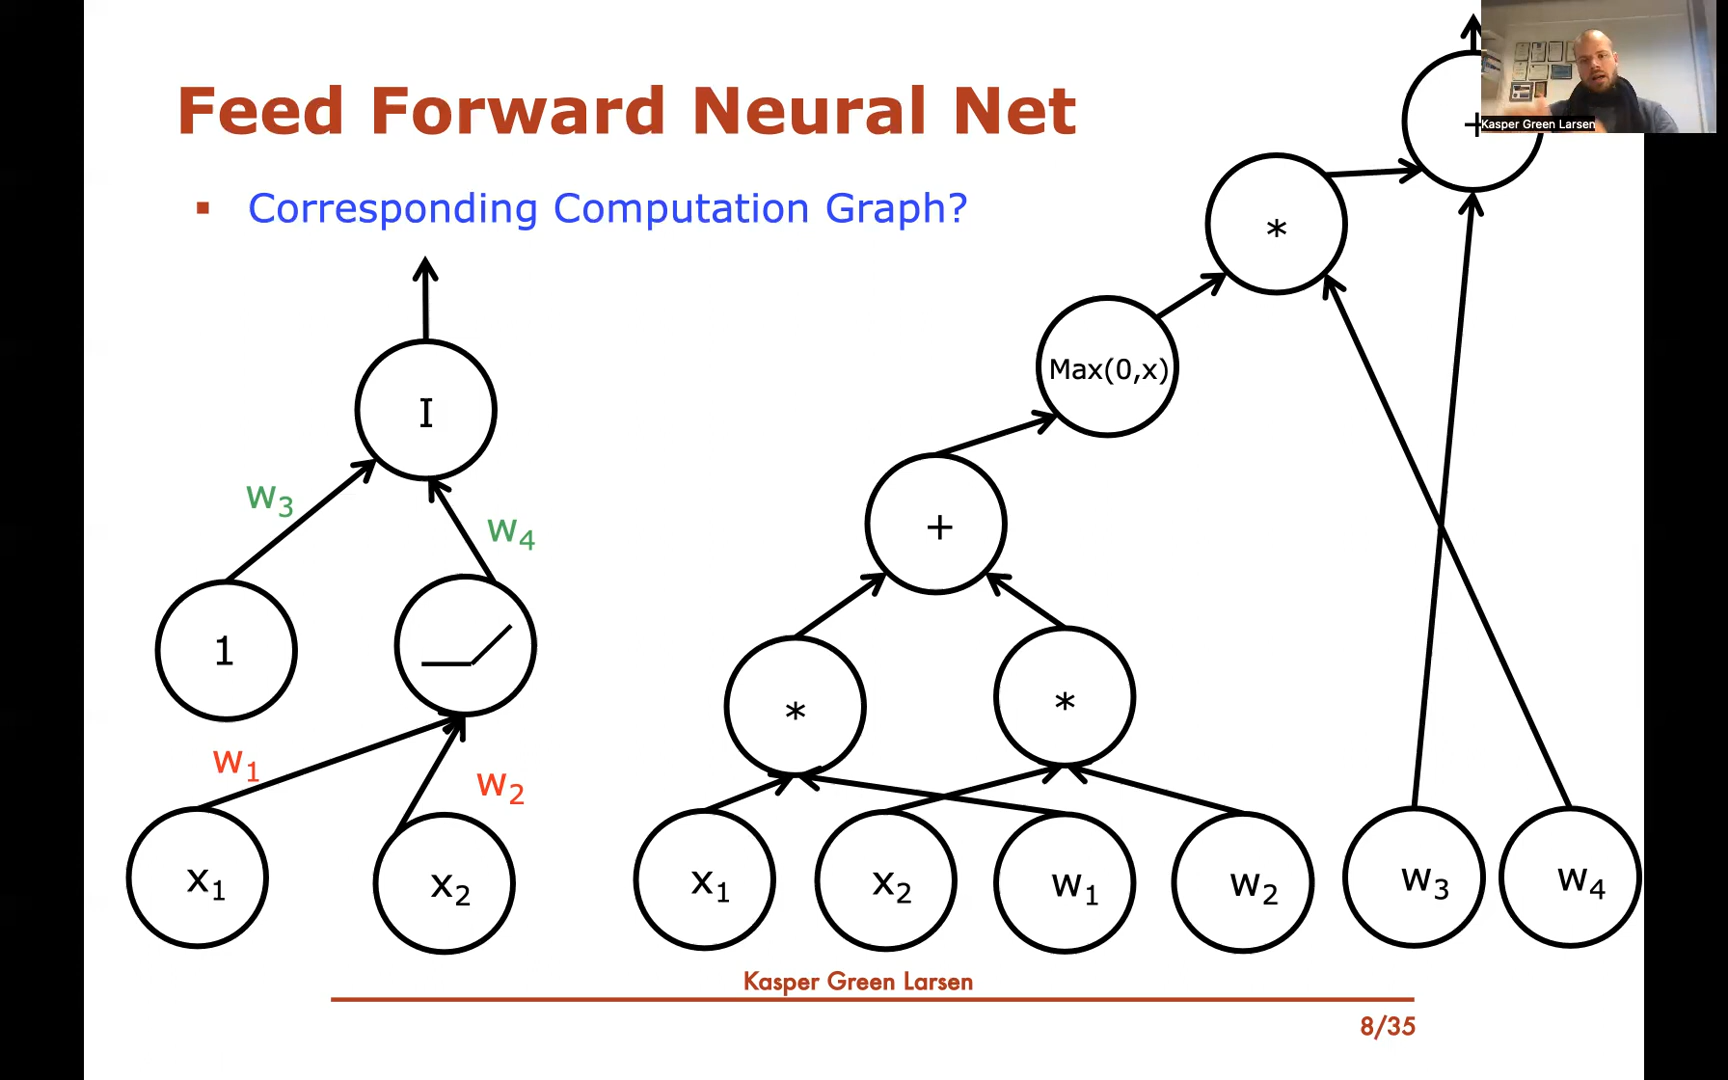 Feed Forward Neural Net
▪ Corresponding Computation Graph?
+
Kasper Green Larsen
*
Max(0,x)
I
w3
w4
+
1
*
*
w1
w2
x1
x2
x1
x2
w1
w2
w3
w4
Kasper Green Larsen
8/35